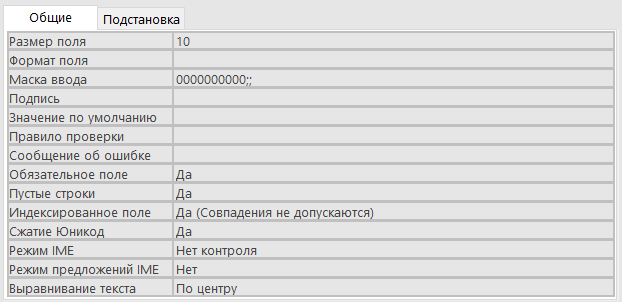 Общие Подстановка
Размер поля 10
Формат поля
Маска ввода 0000000000;;
Подпись
Значение по умолчанию
Правило проверки
Сообщение об ошибке
Обязательное поле Да
Пустые строки Да
Индексированное поле Да (Совпадения не допускаются)
Сжатие Юникод Да
Режим IME Нет контроля
Режим предложений IME Нет
Выравнивание текста По центру